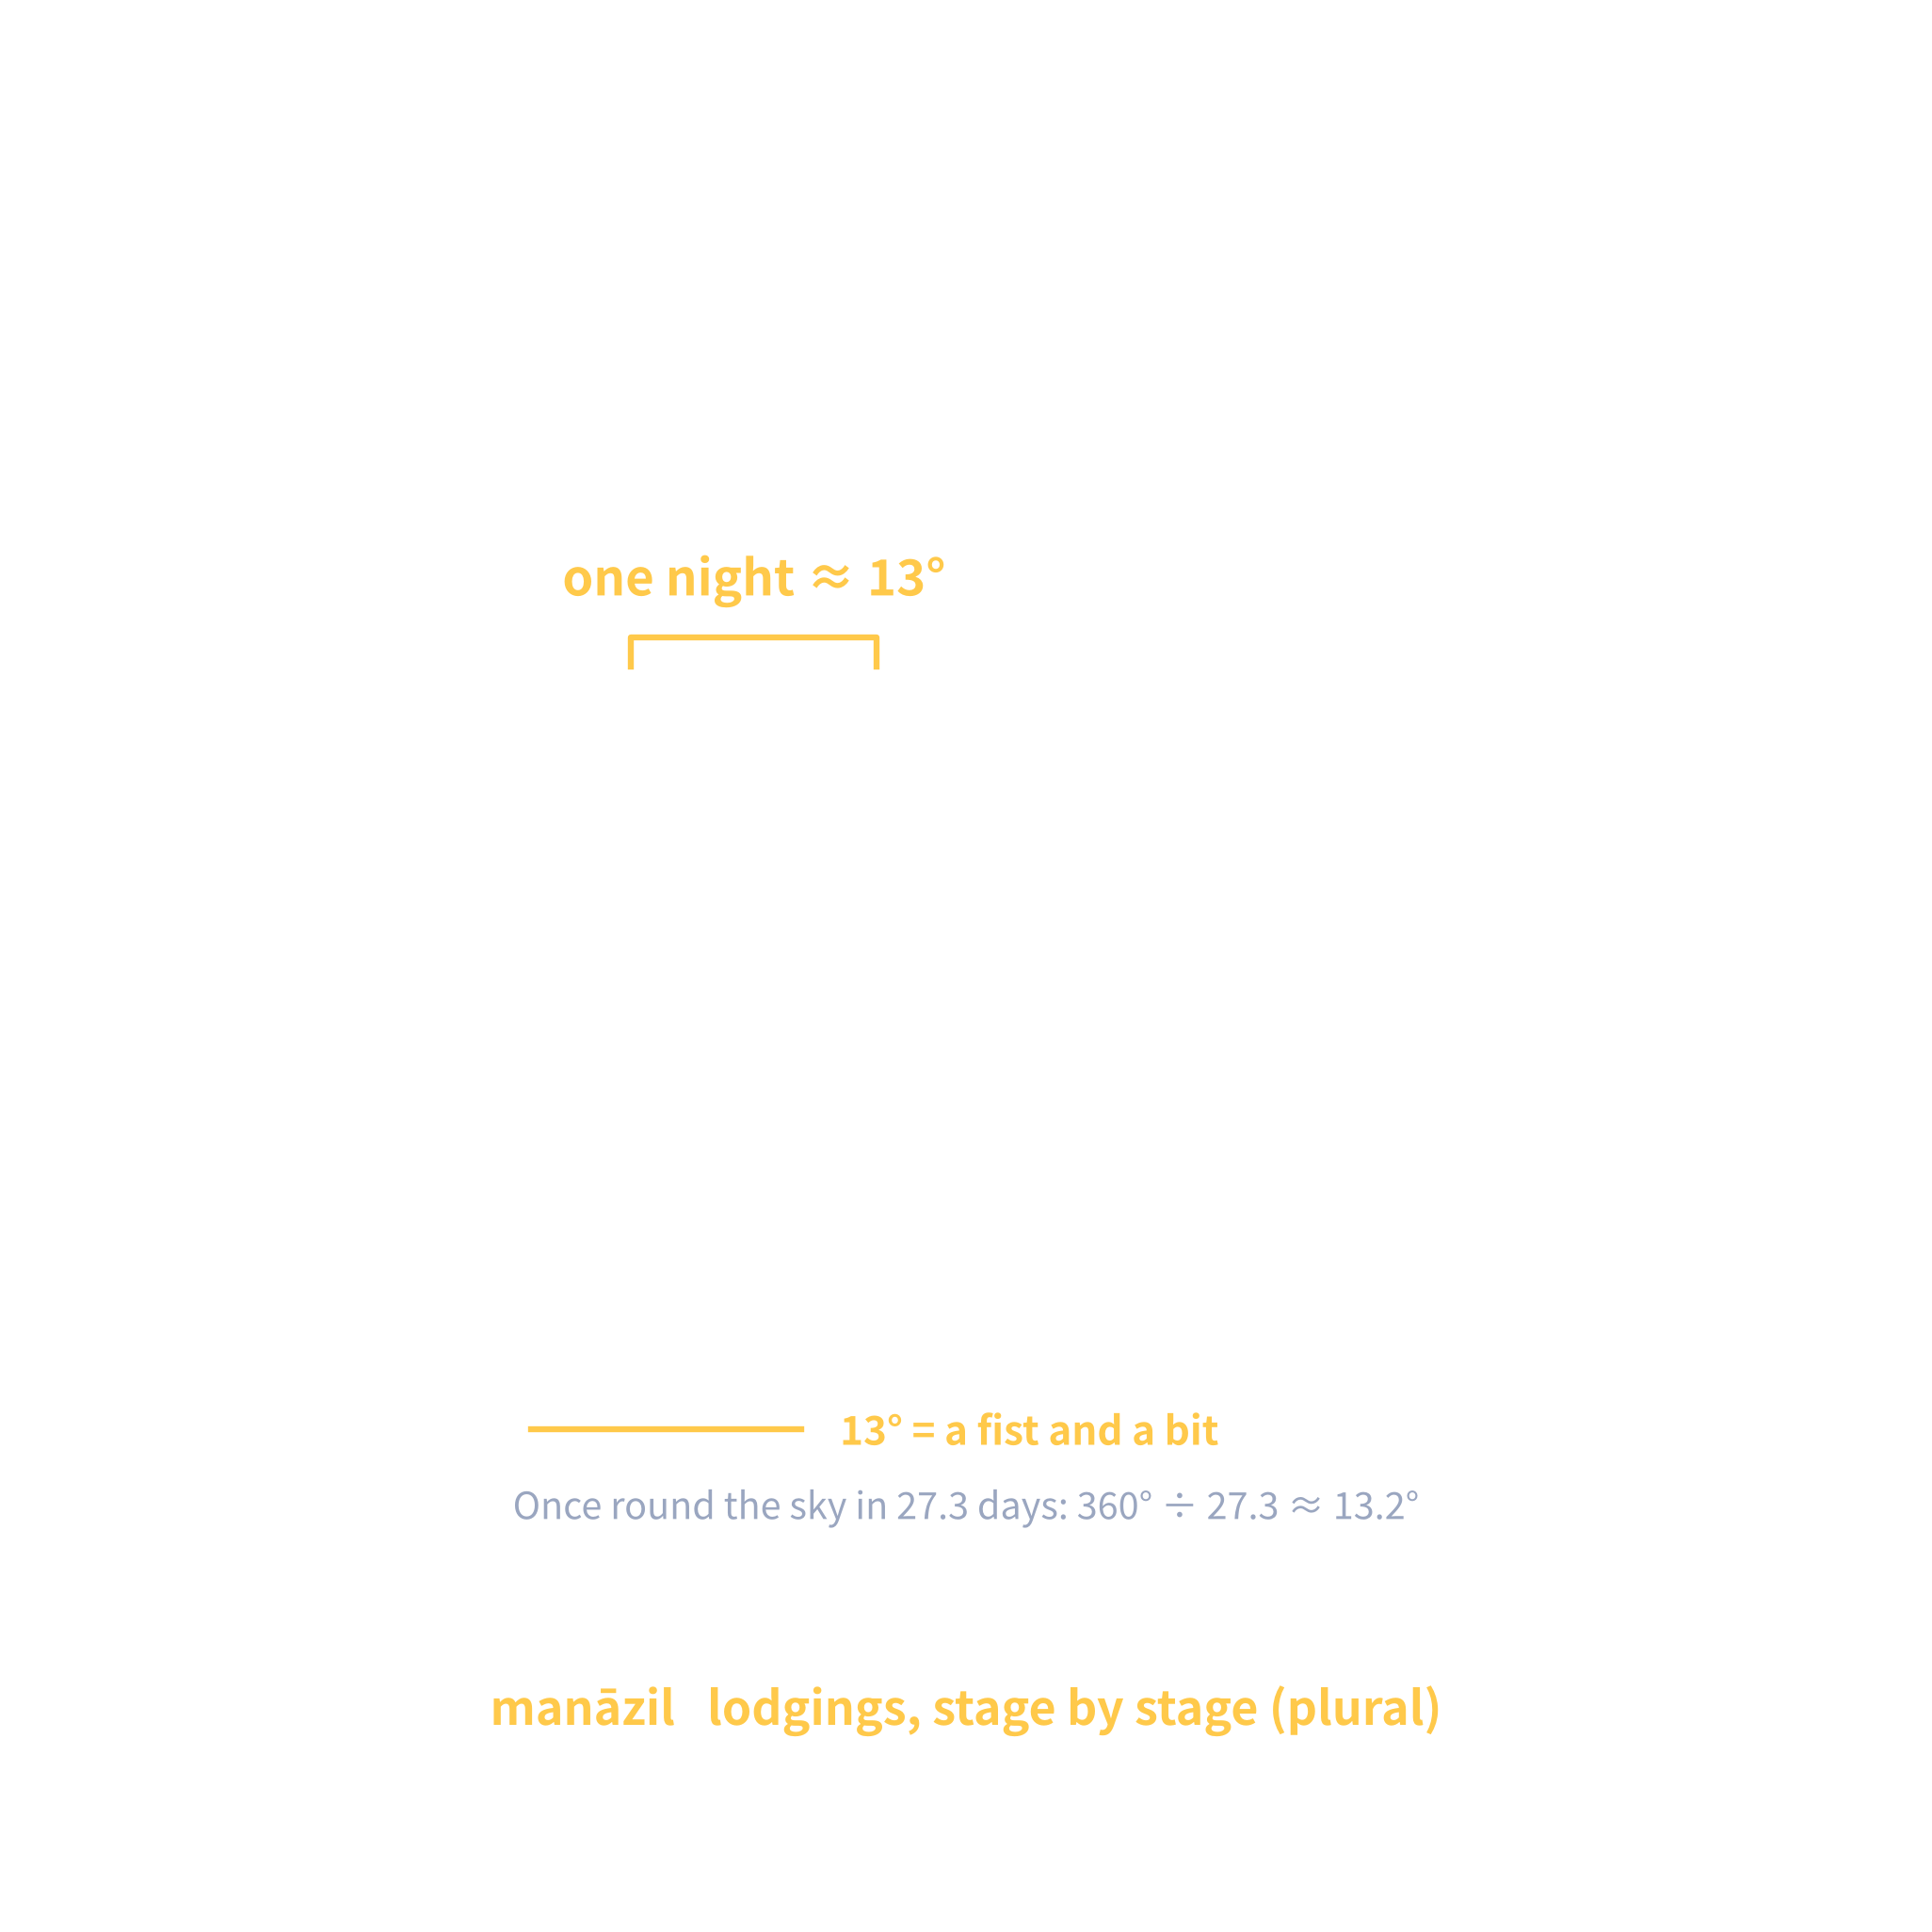 one night ≈ 13°
13° = a fist and a bit
Once round the sky in 27.3 days: 360° ÷ 27.3 ≈ 13.2°
manāzil lodgings, stage by stage (plural)